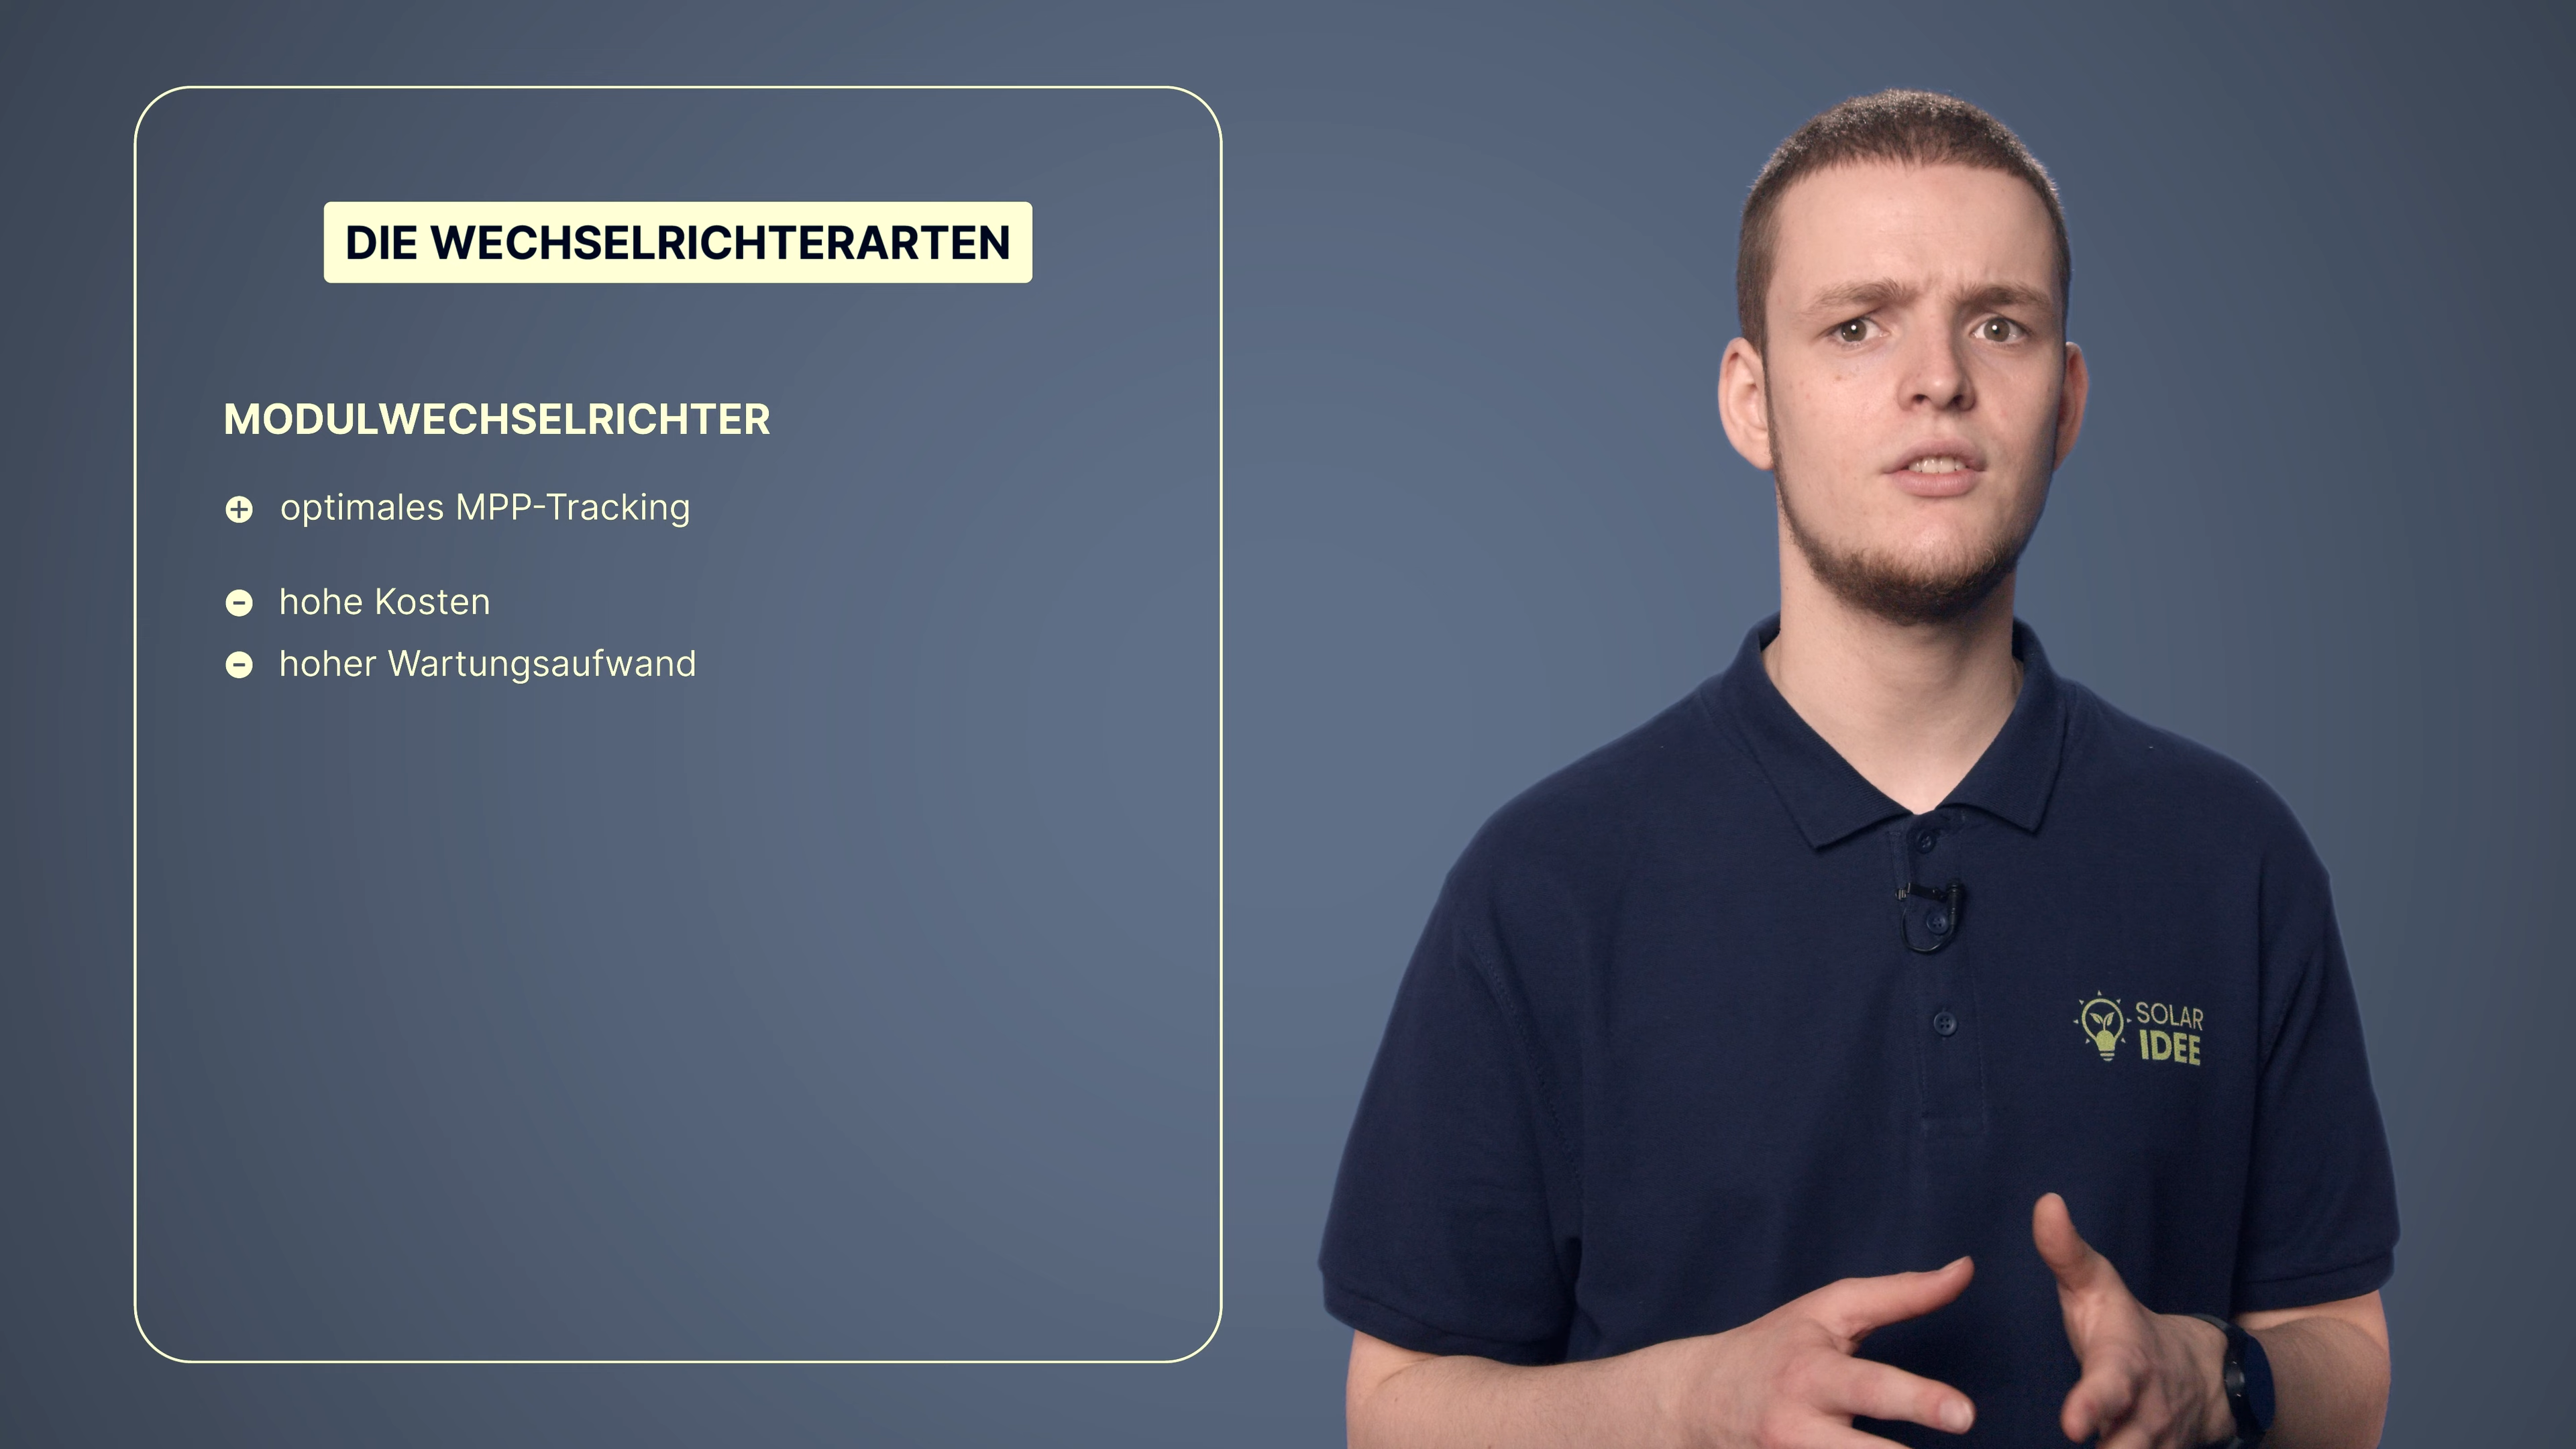 DIE WECHSELRICHTERARTEN
MODULWECHSELRICHTER
optimales MPP-Tracking
hohe Kosten
hoher Wartungsaufwand
SOLAR
IDEE